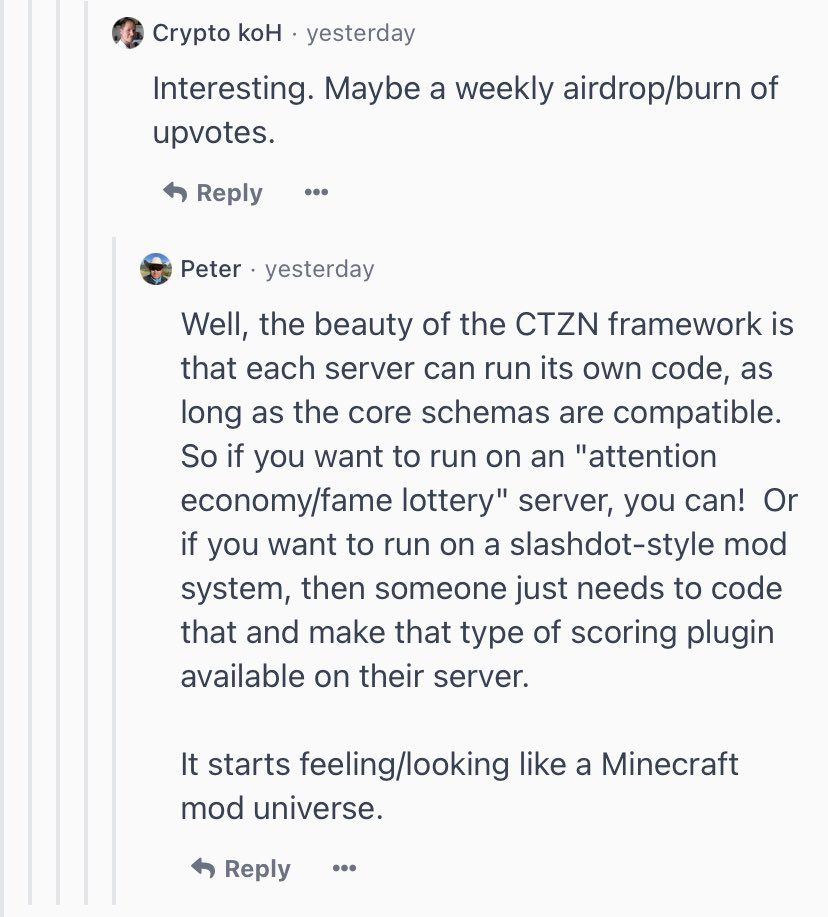 Crypto koH · yesterday
Interesting. Maybe a weekly airdrop/burn of
upvotes.
Reply •••
Peter · yesterday
Well, the beauty of the CTZN framework is
that each server can run its own code, as
long as the core schemas are compatible.
So if you want to run on an "attention
economy/fame lottery" server, you can!  Or
if you want to run on a slashdot-style mod
system, then someone just needs to code
that and make that type of scoring plugin
available on their server.
It starts feeling/looking like a Minecraft
mod universe.
Reply •••